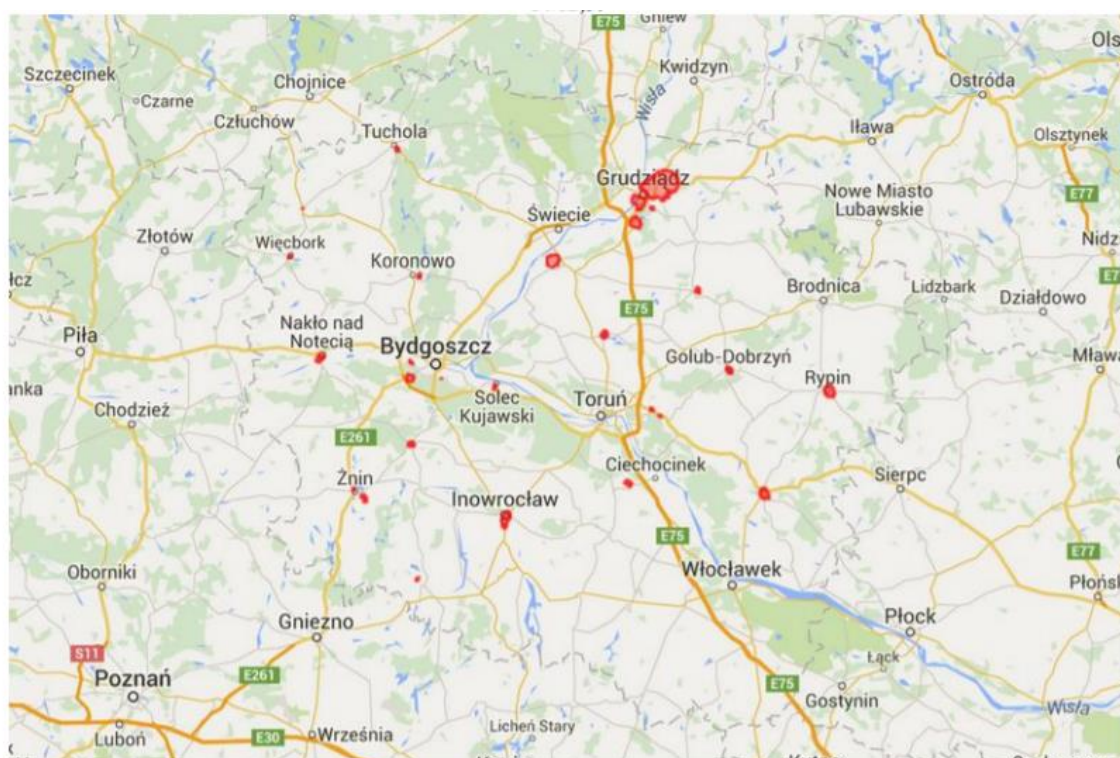 E75
Gniew
Ols
Szczecinek
Chojnice
Kwidzyn
Ostróda
Czarne
Człuchów
Wisła
Tuchola
Iława
Olsztynek
Grudziądz
E77
Nowe Miasto
Lubawskie
Świecie
Złotów
Więcbork
Nidz
Koronowo
E7
łcz
Brodnica
Lidzbark
Działdowo
E75
Piła
Nakło nad
Notecią
Bydgoszcz
Golub-Dobrzyń
Mława
Rypin
anka
Solec
Kujawski
Toruń
Chodzież
E261
Ciechocinek
Sierpc
Żnin
Inowrocław
E75
E77
Oborniki
Włocławek
Płońsk
Gniezno
Płock
S11
Łąck
Poznań
E261
E75
Gostynin
Wisła
Luboń
E30
Września
Licheń Stary